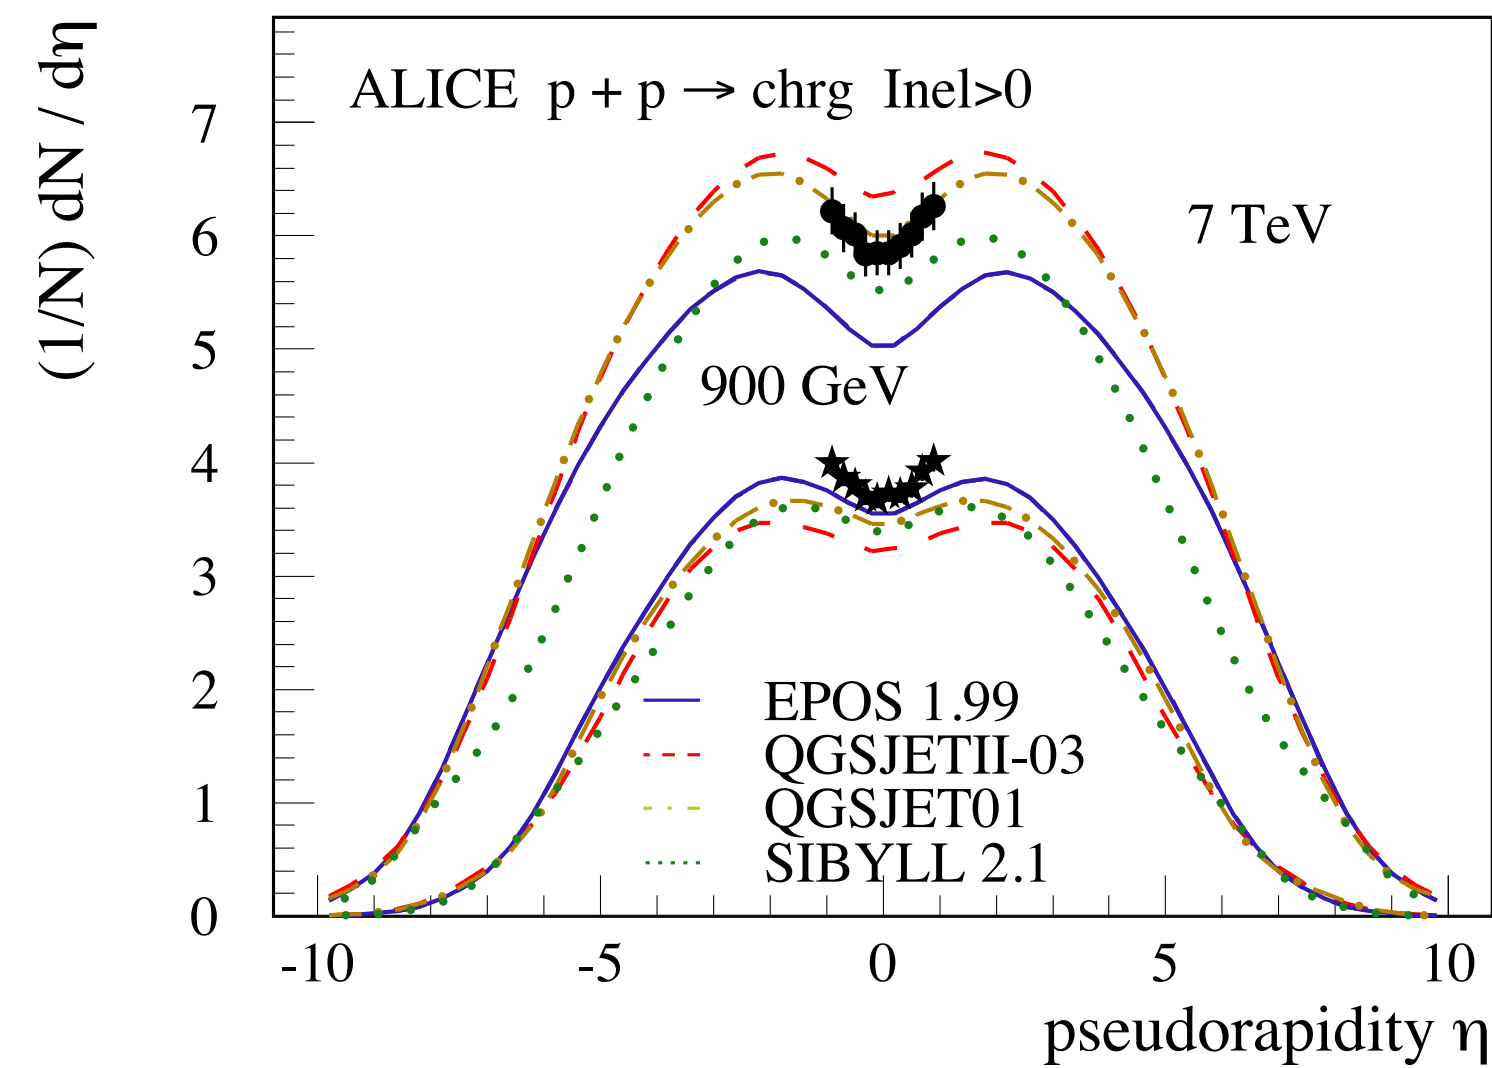 (1/N) dN / dη
ALICE p + p → chrg Inel>0
7
6
5
4
3
2
1
0
7 TeV
900 GeV
EPOS 1.99
QGSJETII-03
QGSJET01
SIBYLL 2.1
-10 -5 0 5 10
pseudorapidity η